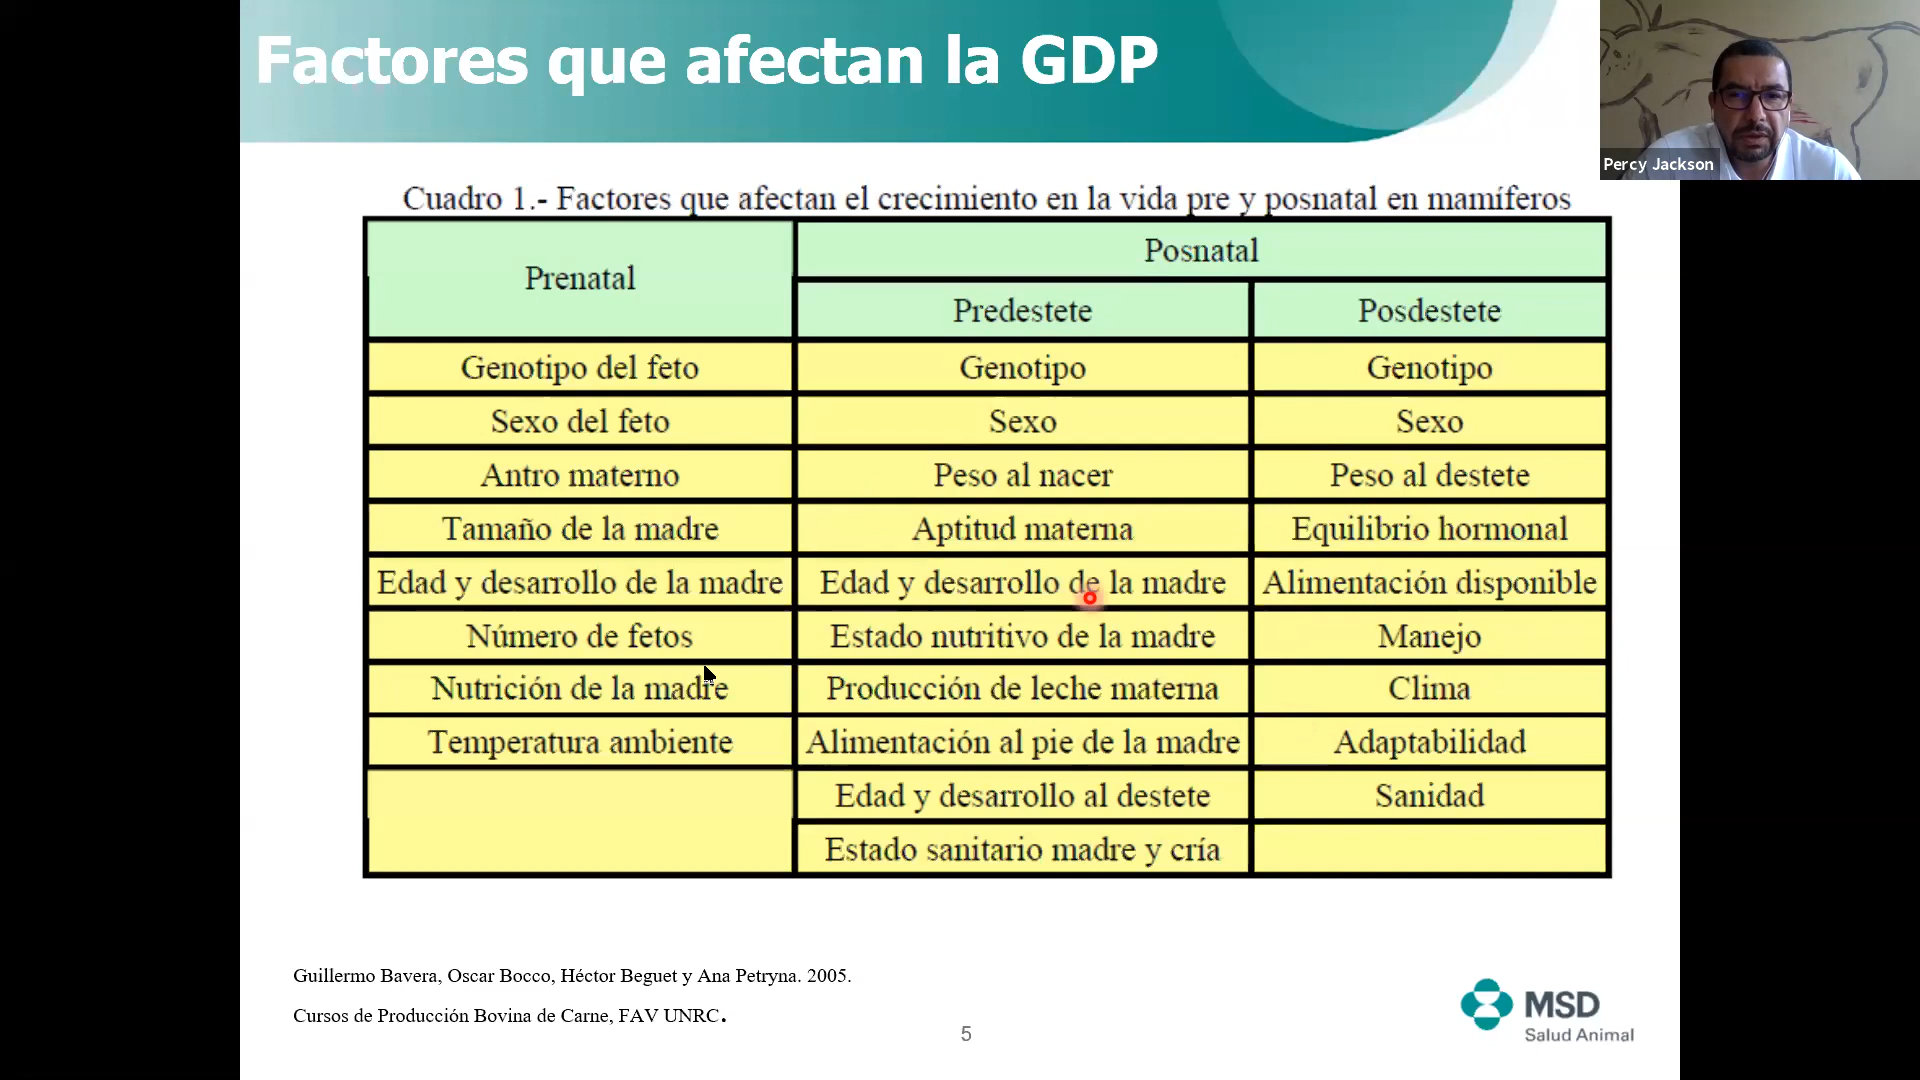 Factores que afectan la GDP
Percy Jackson
Cuadro 1.- Factores que afectan el crecimiento en la vida pre y posnatal en mamíferos
Prenatal
Posnatal
Predestete
Posdestete
Genotipo del feto
Genotipo
Genotipo
Sexo del feto
Sexo
Sexo
Antro materno
Peso al nacer
Peso al destete
Tamaño de la madre
Aptitud materna
Equilibrio hormonal
Edad y desarrollo de la madre
Edad y desarrollo de la madre
Alimentación disponible
Número de fetos
Estado nutritivo de la madre
Manejo
Nutrición de la madre
Producción de leche materna
Clima
Temperatura ambiente
Alimentación al pie de la madre
Adaptabilidad
Edad y desarrollo al destete
Sanidad
Estado sanitario madre y cría
Guillermo Bavera, Oscar Bocco, Héctor Beguet y Ana Petryna. 2005.
Cursos de Producción Bovina de Carne, FAV UNRC.
5
MSD
Salud Animal